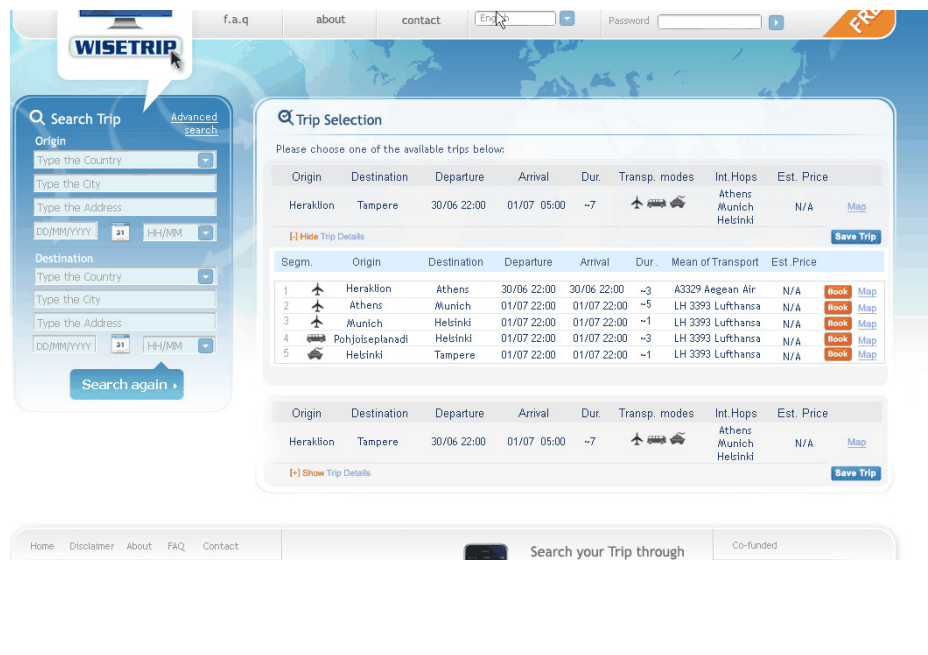 f.a.q about contact English Password FREE
WISETRIP
Search Trip
Advanced search
Origin
Type the Country
Type the City
Type the Address
DD/MM/YYYY 31 HH/MM
Destination
Type the Country
Type the City
Type the Address
DD/MM/YYYY 31 HH/MM
Search again
Trip Selection
Please choose one of the available trips below:
Origin Destination Departure Arrival Dur. Transp. modes Int.Hops Est. Price
Athens
Heraklion Tampere 30/06 22:00 01/07 05:00 ~7 Munich N/A Map
Helsinki
[-] Hide Trip Details Save Trip
Segm. Origin Destination Departure Arrival Dur. Mean of Transport Est.Price
1 Heraklion Athens 30/06 22:00 30/06 22:00 ~3 A3329 Aegean Air N/A Book Map
2 Athens Munich 01/07 22:00 01/07 22:00 ~5 LH 3393 Lufthansa N/A Book Map
3 Munich Helsinki 01/07 22:00 01/07 22:00 ~1 LH 3393 Lufthansa N/A Book Map
4 Pohjolseplanadi Helsinki 01/07 22:00 01/07 22:00 ~3 LH 3393 Lufthansa N/A Book Map
5 Helsinki Tampere 01/07 22:00 01/07 22:00 ~1 LH 3393 Lufthansa N/A Book Map
Origin Destination Departure Arrival Dur. Transp. modes Int.Hops Est. Price
Athens
Heraklion Tampere 30/06 22:00 01/07 05:00 ~7 Munich N/A Map
Helsinki
[+] Show Trip Details Save Trip
Home Disclaimer About FAQ Contact
Search your Trip through
Co-funded